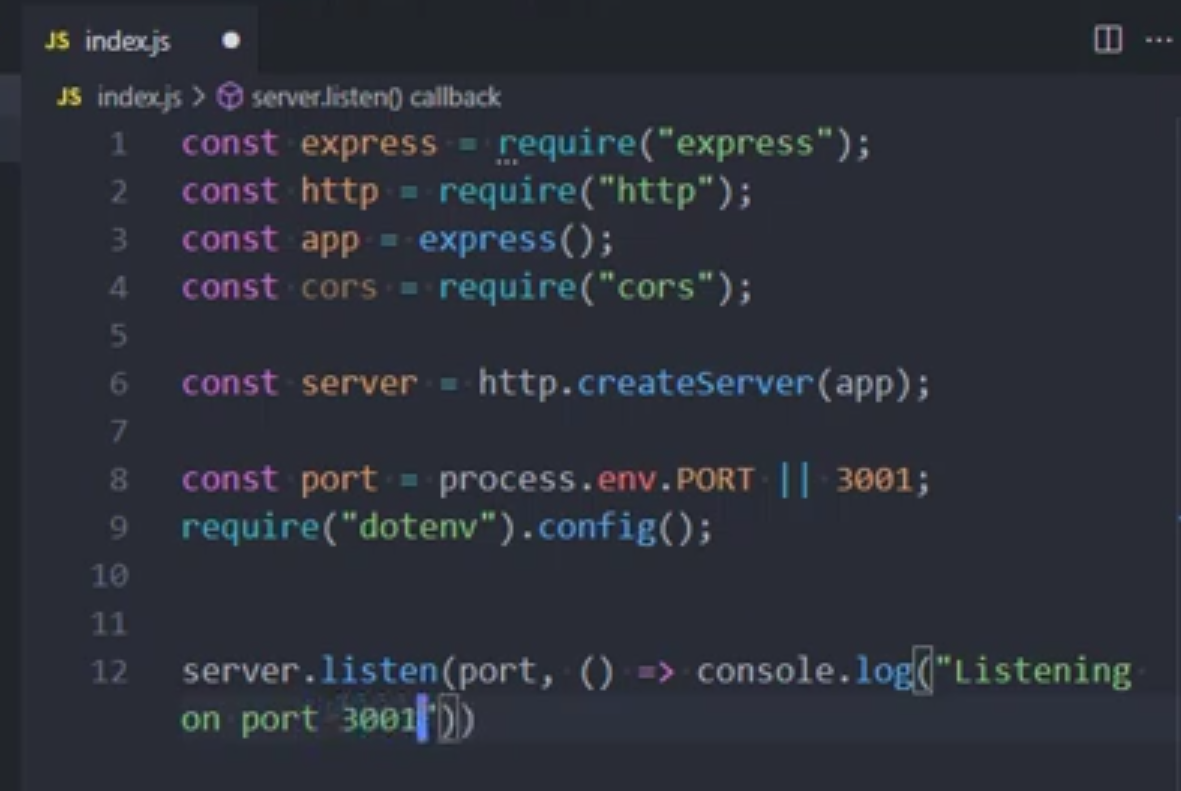 JS index.js
JS index.js > server.listen() callback
1 const express = require("express");
2 const http = require("http");
3 const app = express();
4 const cors = require("cors");
5
6 const server = http.createServer(app);
7
8 const port = process.env.PORT || 3001;
9 require("dotenv").config();
10
11
12 server.listen(port, () => console.log("Listening
on port 3001"))